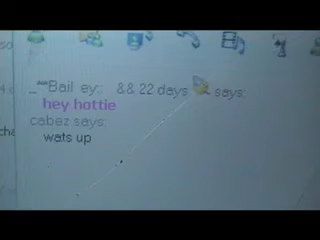 _**Bail ey:: && 22 days says:
hey hottie
cabez says:
wats up